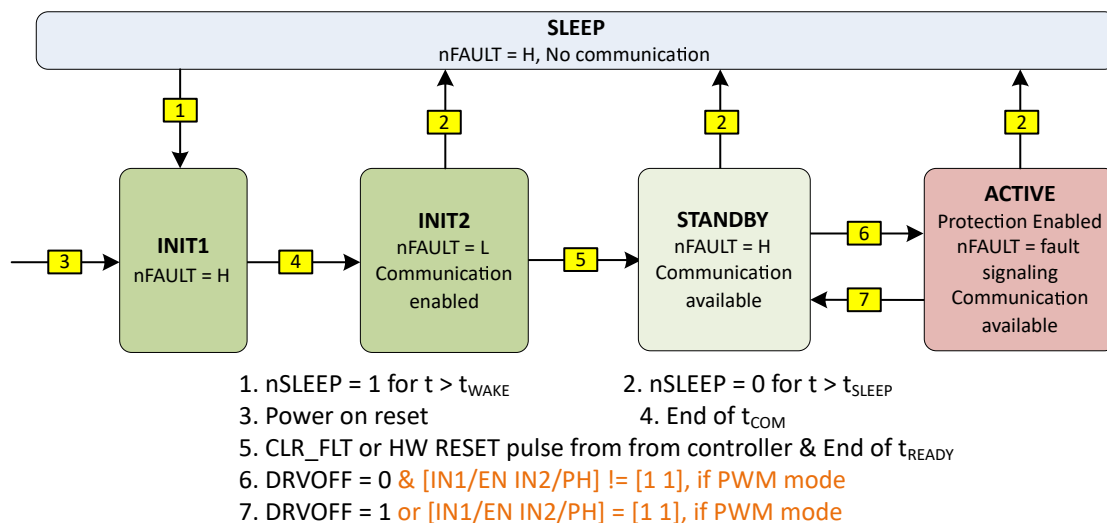 SLEEP
nFAULT = H, No communication
1
2
2
2
INIT1
nFAULT = H
INIT2
nFAULT = L
Communication
enabled
STANDBY
nFAULT = H
Communication
available
ACTIVE
Protection Enabled
nFAULT = fault
signaling
Communication
available
3
4
5
6
7
1. nSLEEP = 1 for t > tWAKE
2. nSLEEP = 0 for t > tSLEEP
3. Power on reset
4. End of tCOM
5. CLR_FLT or HW RESET pulse from from controller & End of tREADY
6. DRVOFF = 0 & [IN1/EN IN2/PH] != [1 1], if PWM mode
7. DRVOFF = 1 or [IN1/EN IN2/PH] = [1 1], if PWM mode